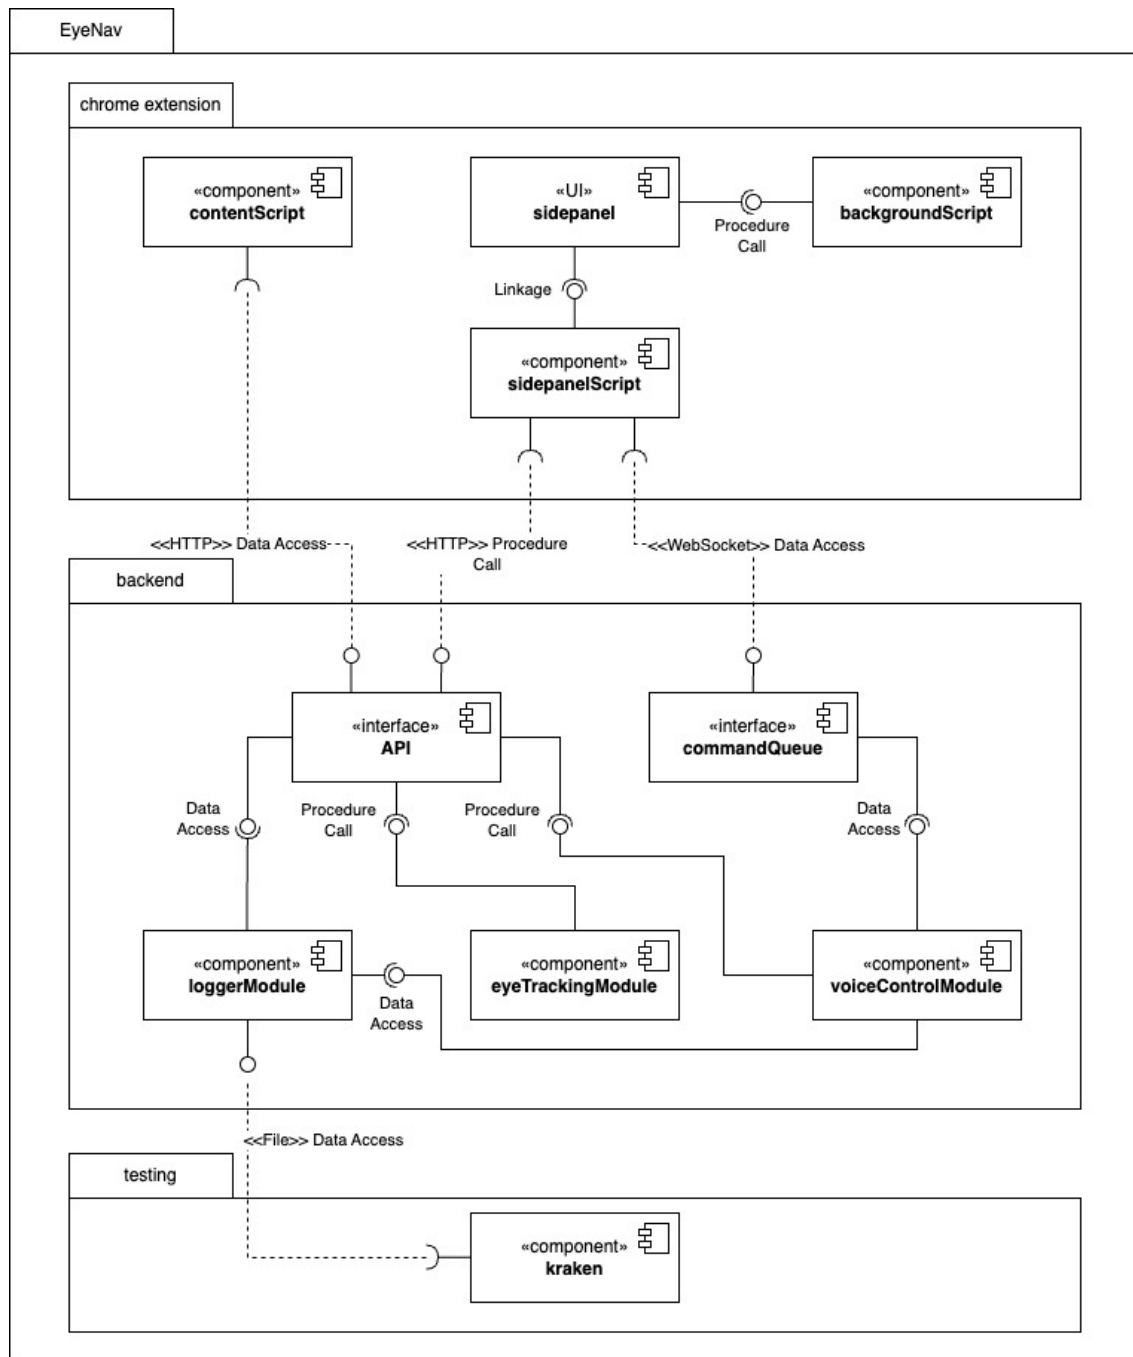 EyeNav
chrome extension
«component»
contentScript
«UI»
sidepanel
Procedure
Call
«component»
backgroundScript
Linkage
«component»
sidepanelScript
<<HTTP>> Data Access
<<HTTP>> Procedure
Call
<<WebSocket>> Data Access
backend
«interface»
API
«interface»
commandQueue
Data
Access
Procedure
Call
Procedure
Call
Data
Access
«component»
loggerModule
Data
Access
«component»
eyeTrackingModule
«component»
voiceControlModule
<<File>> Data Access
testing
«component»
kraken